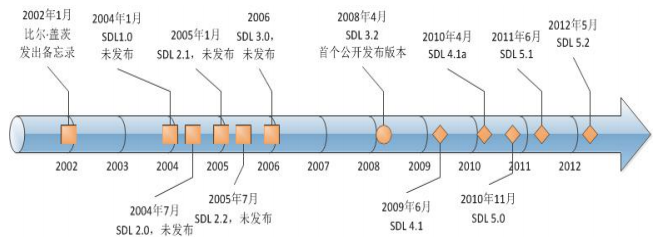 2002年1月
比尔·盖茨
发出备忘录
2004年1月
SDL1.0
未发布
2005年1月
SDL 2.1，未发布
2006
SDL 3.0，
未发布
2008年4月
SDL 3.2
首个公开发布版本
2010年4月
SDL 4.1a
2011年6月
SDL 5.1
2012年5月
SDL 5.2
2002 2003 2004 2005 2006 2007 2008 2009 2010 2011 2012
2004年7月
SDL 2.0，未发布
2005年7月
SDL 2.2，未发布
2009年6月
SDL 4.1
2010年11月
SDL 5.0